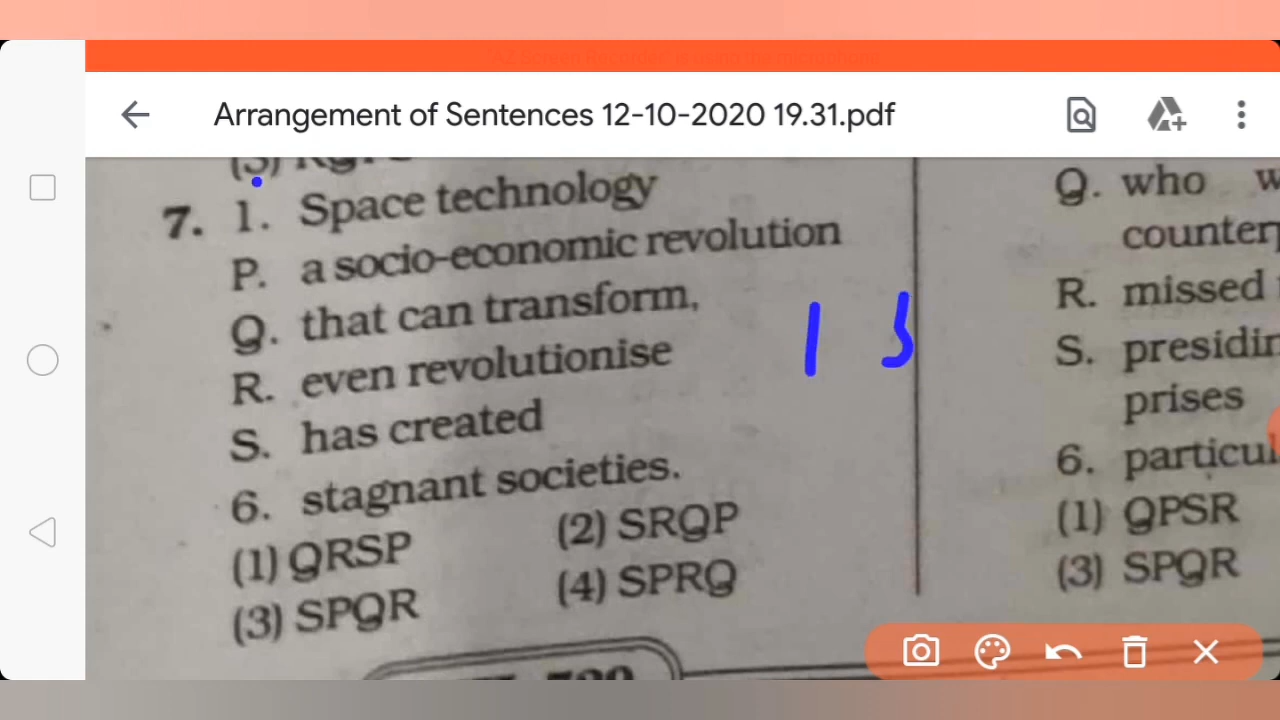 Arrangement of Sentences 12-10-2020 19.31.pdf
7. 1. Space technology
P. a socio-economic revolution
Q. that can transform,
R. even revolutionise
S. has created
6. stagnant societies.
(1) QRSP (2) SRQP
(3) SPQR (4) SPRQ
1 S
Q. who
R. missed
S. presidin
prises
6. particul
(1) QPSR
(3) SPQR